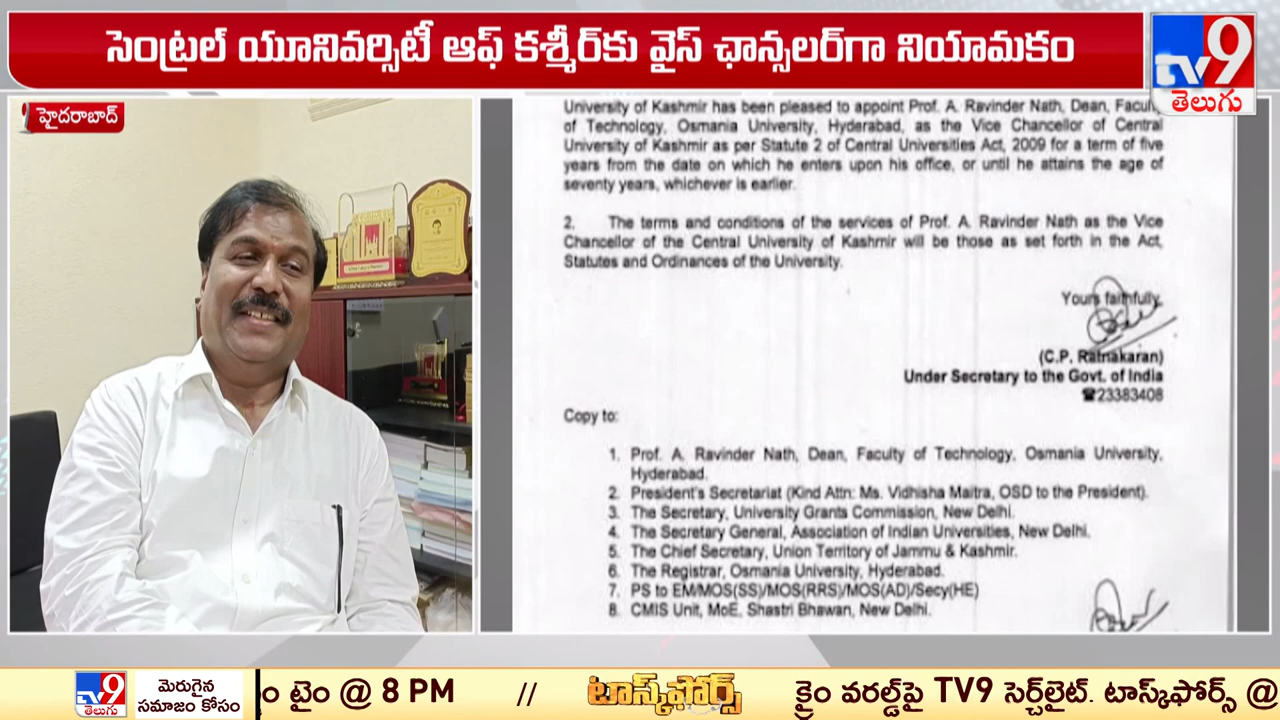 సెంట్రల్ యూనివర్సిటీ ఆఫ్ కశ్మీర్‌కు వైస్ ఛాన్సలర్‌గా నియామకం
TV9
తెలుగు
హైదరాబాద్
University of Kashmir has been pleased to appoint Prof. A. Ravinder Nath, Dean, Faculty
of Technology, Osmania University, Hyderabad, as the Vice Chancellor of Central
University of Kashmir as per Statute 2 of Central Universities Act, 2009 for a term of five
years from the date on which he enters upon his office, or until he attains the age of
seventy years, whichever is earlier.
2. The terms and conditions of the services of Prof. A. Ravinder Nath as the Vice
Chancellor of the Central University of Kashmir will be those as set forth in the Act,
Statutes and Ordinances of the University.
Yours faithfully,
(C.P. Ratnakaran)
Under Secretary to the Govt. of India
☎23383408
Copy to:
1. Prof. A. Ravinder Nath, Dean, Faculty of Technology, Osmania University,
Hyderabad.
2. President's Secretariat (Kind Attn: Ms. Vidhisha Maitra, OSD to the President).
3. The Secretary, University Grants Commission, New Delhi.
4. The Secretary General, Association of Indian Universities, New Delhi.
5. The Chief Secretary, Union Territory of Jammu & Kashmir.
6. The Registrar, Osmania University, Hyderabad.
7. PS to EM/MOS(SS)/MOS(RRS)/MOS(AD)/Secy(HE)
8. CMIS Unit, MoE, Shastri Bhawan, New Delhi.
TV9
తెలుగు
మెరుగైన
సమాజం కోసం
ం టైం @ 8 PM // టాస్క్‌ఫోర్స్ క్రైం వరల్డ్‌పై TV9 సెర్చ్‌లైట్. టాస్క్‌ఫోర్స్ @